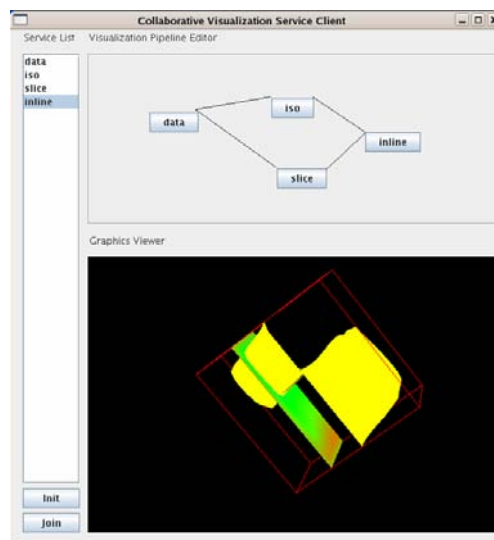 Collaborative Visualization Service Client
Service List Visualization Pipeline Editor
data
iso
slice
inline
data
iso
inline
slice
Graphics Viewer
Init
Join